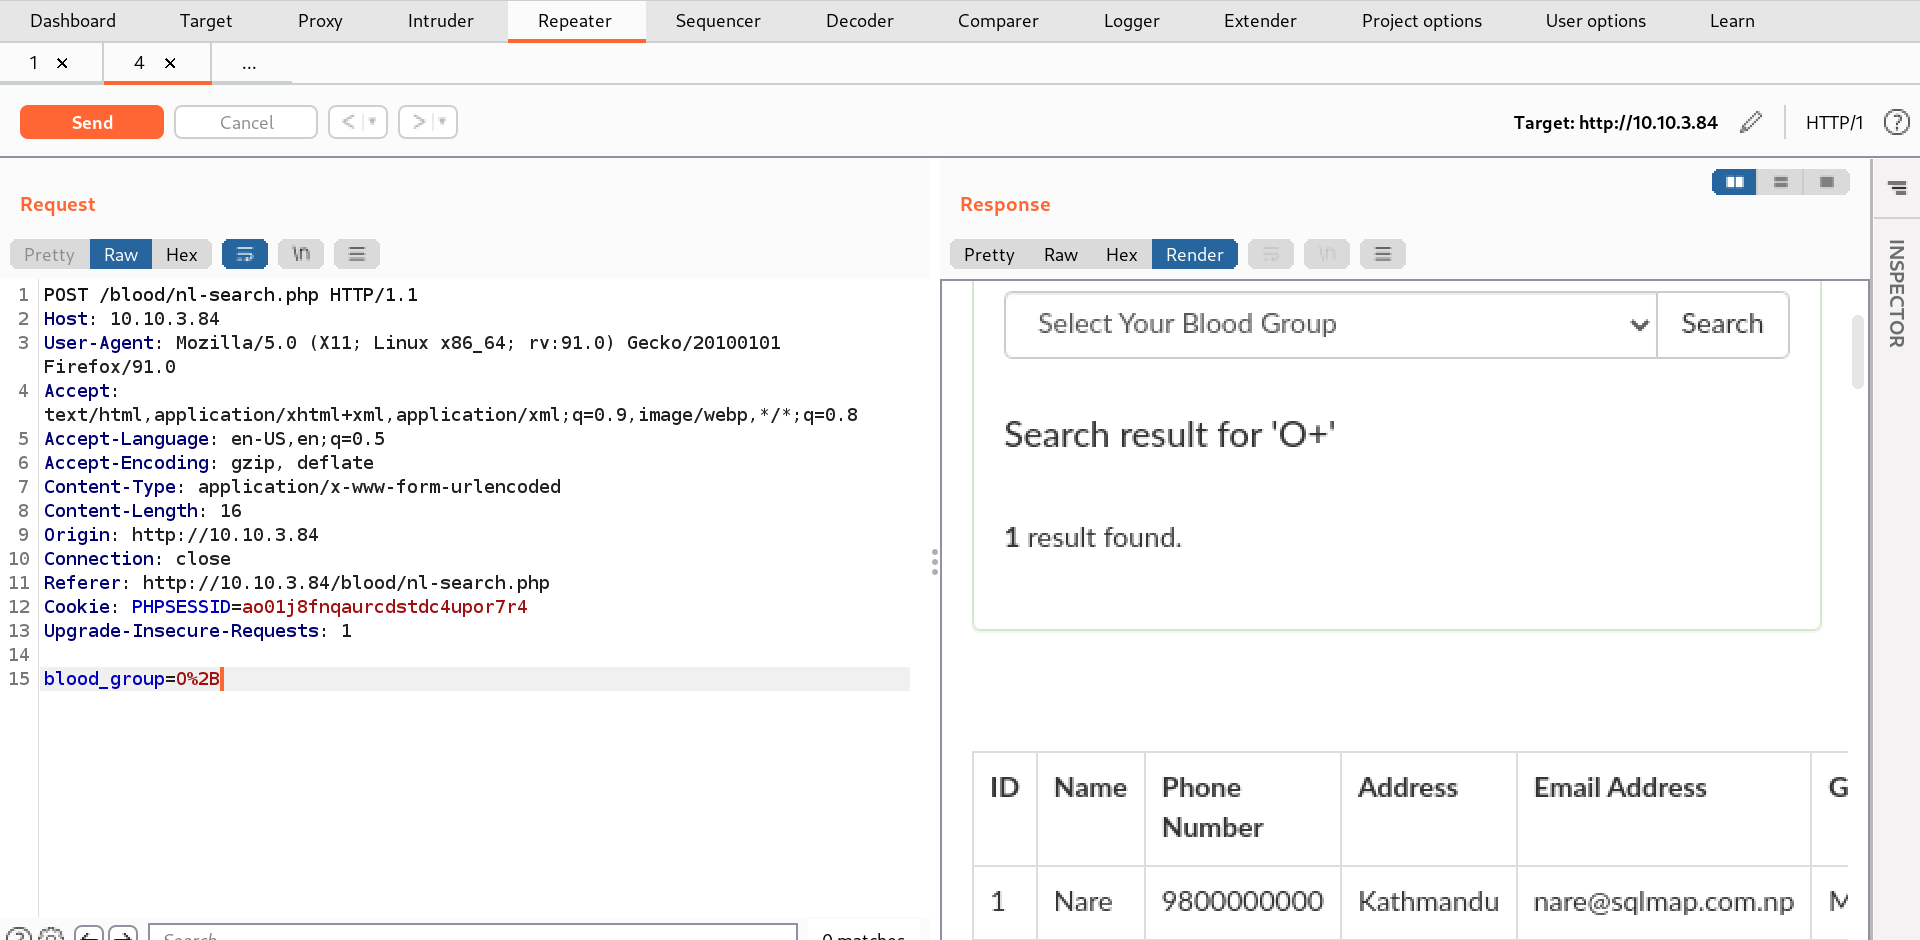 Dashboard Target Proxy Intruder Repeater Sequencer Decoder Comparer Logger Extender Project options User options Learn
1 × 4 × ...
Send Cancel < > Target: http://10.10.3.84 HTTP/1 ?
Request
Pretty Raw Hex \n
1 POST /blood/nl-search.php HTTP/1.1
2 Host: 10.10.3.84
3 User-Agent: Mozilla/5.0 (X11; Linux x86_64; rv:91.0) Gecko/20100101
Firefox/91.0
4 Accept:
text/html,application/xhtml+xml,application/xml;q=0.9,image/webp,*/*;q=0.8
5 Accept-Language: en-US,en;q=0.5
6 Accept-Encoding: gzip, deflate
7 Content-Type: application/x-www-form-urlencoded
8 Content-Length: 16
9 Origin: http://10.10.3.84
10 Connection: close
11 Referer: http://10.10.3.84/blood/nl-search.php
12 Cookie: PHPSESSID=ao01j8fnqaurcdstdc4upor7r4
13 Upgrade-Insecure-Requests: 1
14
15 blood_group=O%2B
Search... 0 matches
Response
Pretty Raw Hex Render \n
Select Your Blood Group Search
Search result for 'O+'
1 result found.
ID Name Phone Address Email Address G
Number
1 Nare 9800000000 Kathmandu nare@sqlmap.com.np M
INSPECTOR